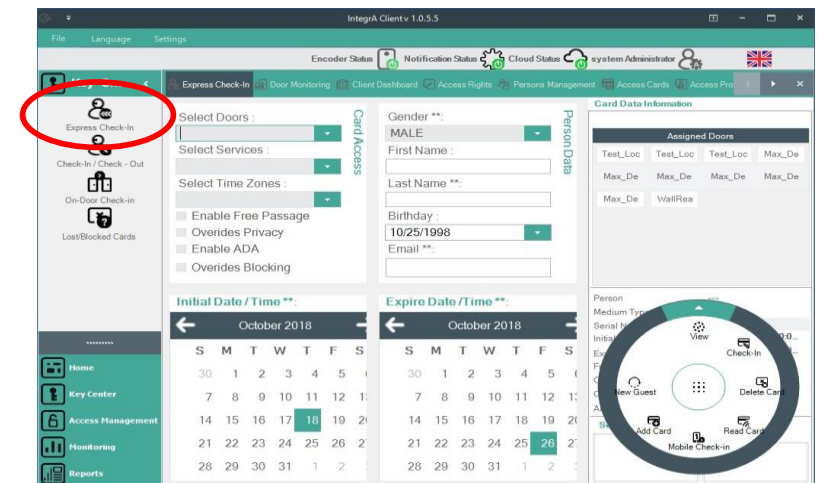 IntegrA Client v 1.0.5.5
File Language Settings
Encoder Status Notification Status Cloud Status system Administrator
Express Check-In Door Monitoring Client Dashboard Access Rights Persons Management Access Cards Access Pro
Express Check-In
Check-In / Check - Out
On-Door Check-in
Lost/Blocked Cards
Home
Key Center
Access Management
Monitoring
Reports
Select Doors :
Select Services :
Select Time Zones :
Enable Free Passage
Overides Privacy
Enable ADA
Overides Blocking
Card Access
Gender **:
MALE
First Name :
Last Name **:
Birthday :
10/25/1998
Email **:
Person Data
Initial Date / Time **:
October 2018
S M T W T F S
30 1 2 3 4 5
7 8 9 10 11 12
14 15 16 17 18 19
21 22 23 24 25 26
28 29 30 31 1 2
Expire Date /Time **:
October 2018
S M T W T F S
30 1 2 3 4 5
7 8 9 10 11 12
14 15 16 17 18 19
21 22 23 24 25 26
28 29 30 31 1 2
Card Data Information
Assigned Doors
Test_Loc Test_Loc Test_Loc Max_De
Max_De Max_De Max_De Max_De
Max_De WallRea
Person
Medium Typ
Serial N
Initial
View
Check-In
New Guest
Delete Card
Add Card
Read Car
Mobile Check-in